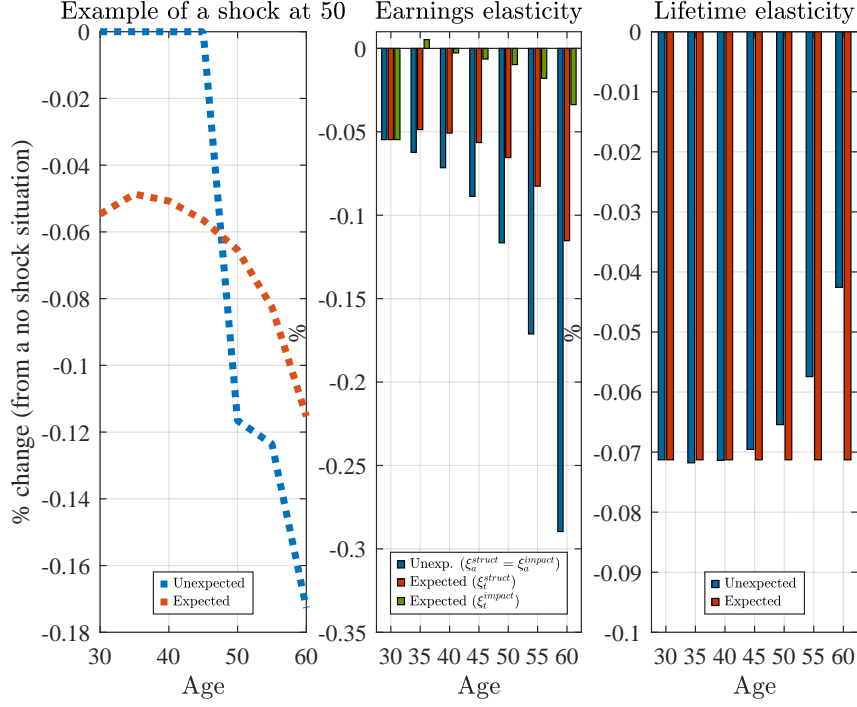 Example of a shock at 50
% change (from a no shock situation)
0
-0.02
-0.04
-0.06
-0.08
-0.1
-0.12
-0.14
-0.16
-0.18
30
40
50
60
Age
Unexpected
Expected
Earnings elasticity
%
0
-0.05
-0.1
-0.15
-0.2
-0.25
-0.3
-0.35
30 35 40 45 50 55 60
Age
Unexp. (ξ_a^{struct} = ξ_a^{impact})
Expected (ξ_t^{struct})
Expected (ξ_t^{impact})
Lifetime elasticity
%
0
-0.01
-0.02
-0.03
-0.04
-0.05
-0.06
-0.07
-0.08
-0.09
-0.1
30 35 40 45 50 55 60
Age
Unexpected
Expected